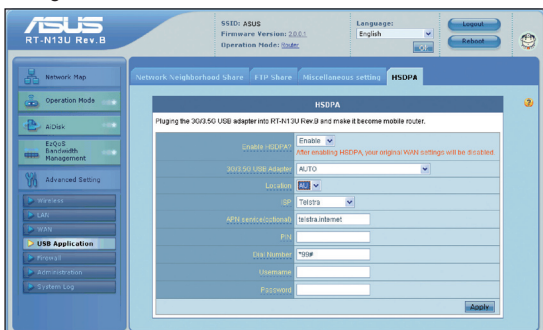 ASUS
RT-N13U Rev.B
SSID: ASUS
Firmware Version: 2.0.0.1
Operation Mode: Router
Language:
English
Logout
Reboot
Network Map
Operation Mode
AiDisk
EzQoS
Bandwidth
Management
Advanced Setting
Wireless
LAN
WAN
USB Application
Firewall
Administration
System Log
Network Neighborhood Share
FTP Share
Miscellaneous setting
HSDPA
HSDPA
Pluging the 3G/3.5G USB adapter into RT-N13U Rev.B and make it become mobile router.
Enable HSDPA?
Enable
After enabling HSDPA, your original WAN settings will be disabled.
3G/3.5G USB Adapter
AUTO
Location
AU
ISP
Telstra
APN service(optional)
telstra.internet
PIN
Dial Number
*99#
Username
Password
Apply